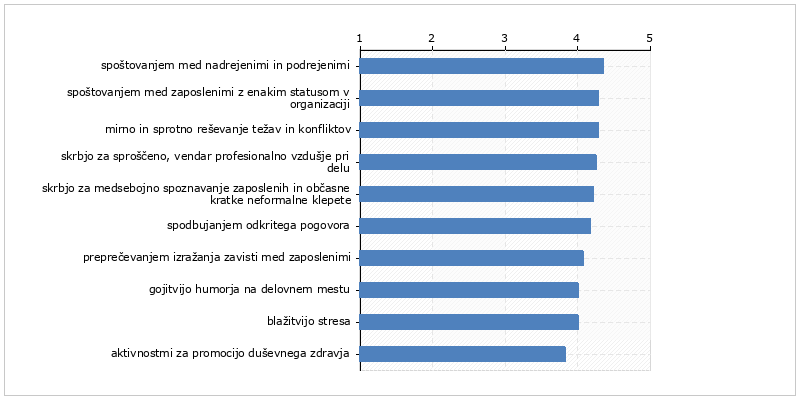 1 2 3 4 5
spoštovanjem med nadrejenimi in podrejenimi
spoštovanjem med zaposlenimi z enakim statusom v
organizaciji
mirno in sprotno reševanje težav in konfliktov
skrbjo za sproščeno, vendar profesionalno vzdušje pri
delu
skrbjo za medsebojno spoznavanje zaposlenih in občasne
kratke neformalne klepete
spodbujanjem odkritega pogovora
preprečevanjem izražanja zavisti med zaposlenimi
gojitvijo humorja na delovnem mestu
blažitvijo stresa
aktivnostmi za promocijo duševnega zdravja